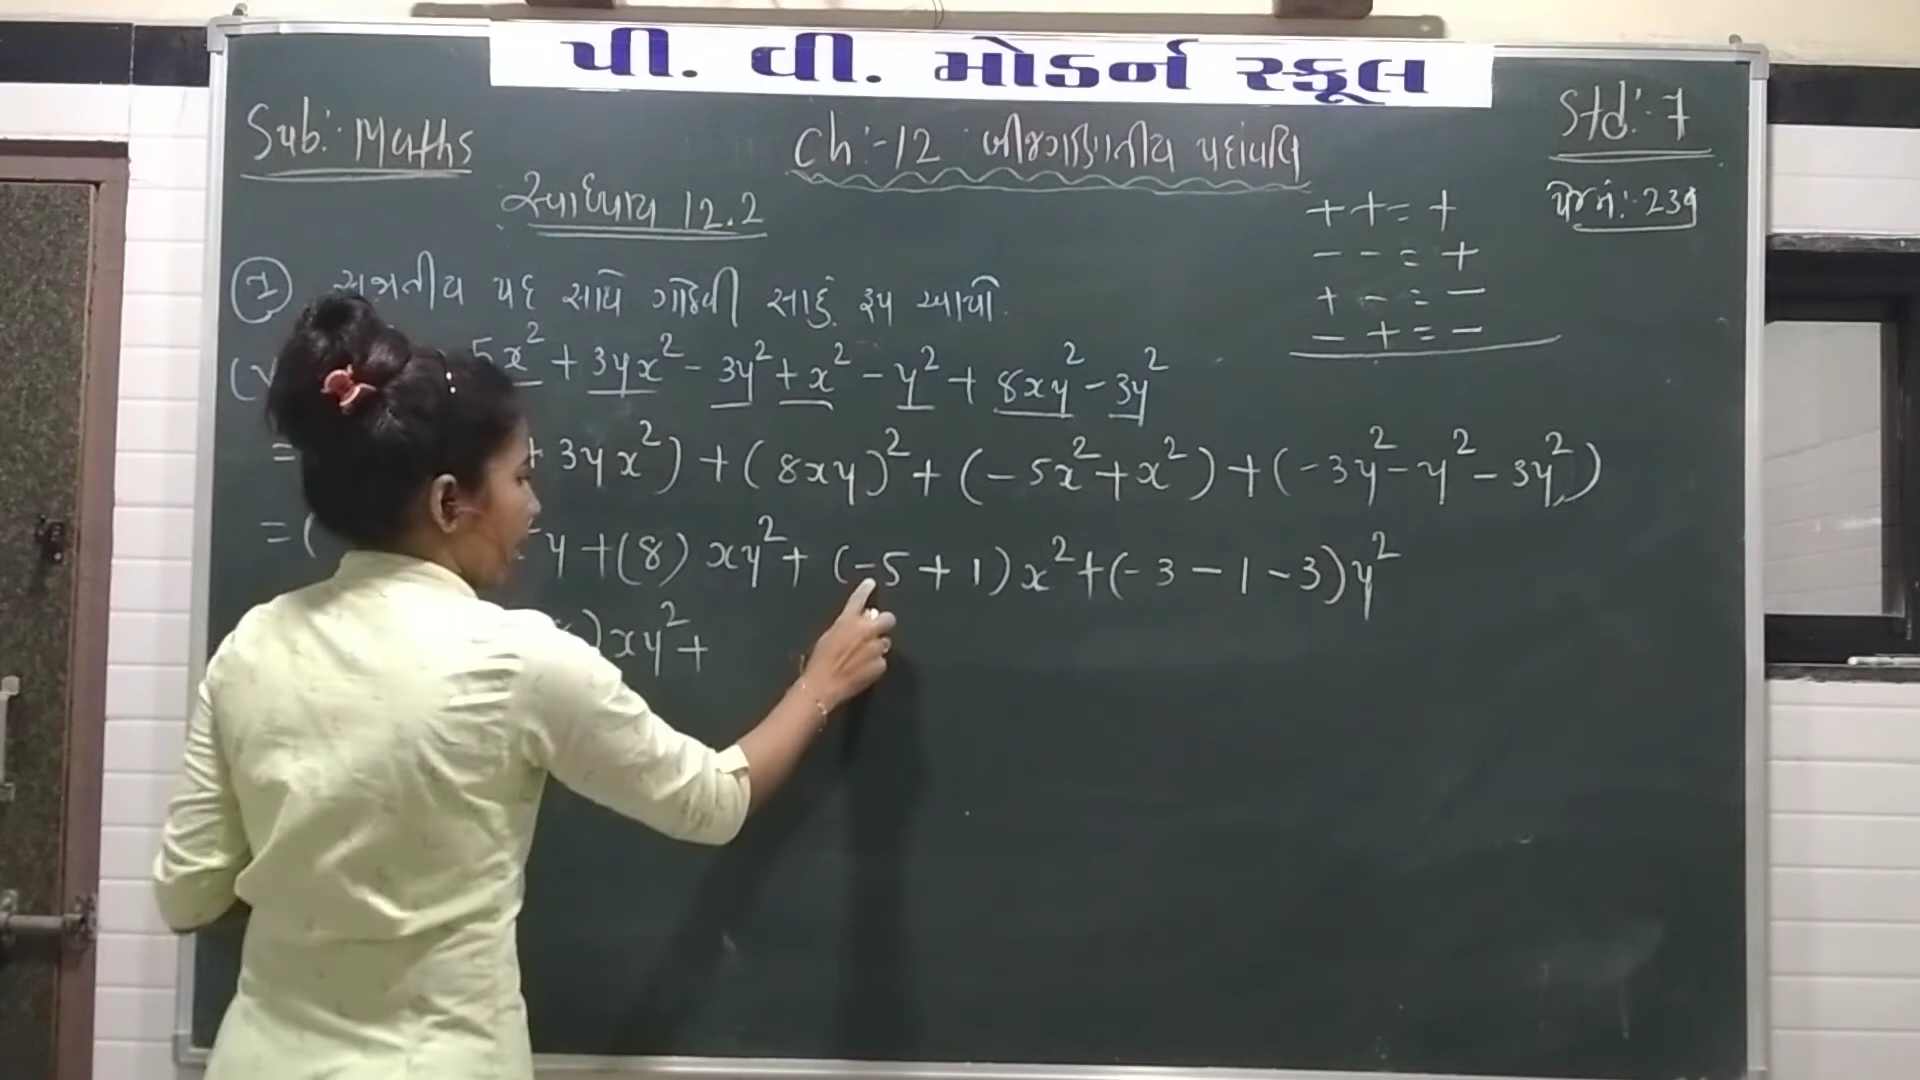 પી. વી. મોડર્ન સ્કૂલ
Sub:- Maths
Ch:-12 બીજગણિતીય પદાવલિ
Std:-7
પેજ નં:- 239
સ્વાધ્યાય 12.2
+ + = +
- - = +
+ - = -
- + = -
① સજાતીય પદ સાથે ગોઠવી સાદું રૂપ આપો.
5x² + 3yx² - 3y² + x² - y² + 8xy² - 3y²
= + 3yx²) + (8xy)² + (-5x² + x²) + (-3y² - y² - 3y²)
= ( y + (8) xy² + (-5 + 1) x² + (-3 - 1 - 3) y²
) xy² +